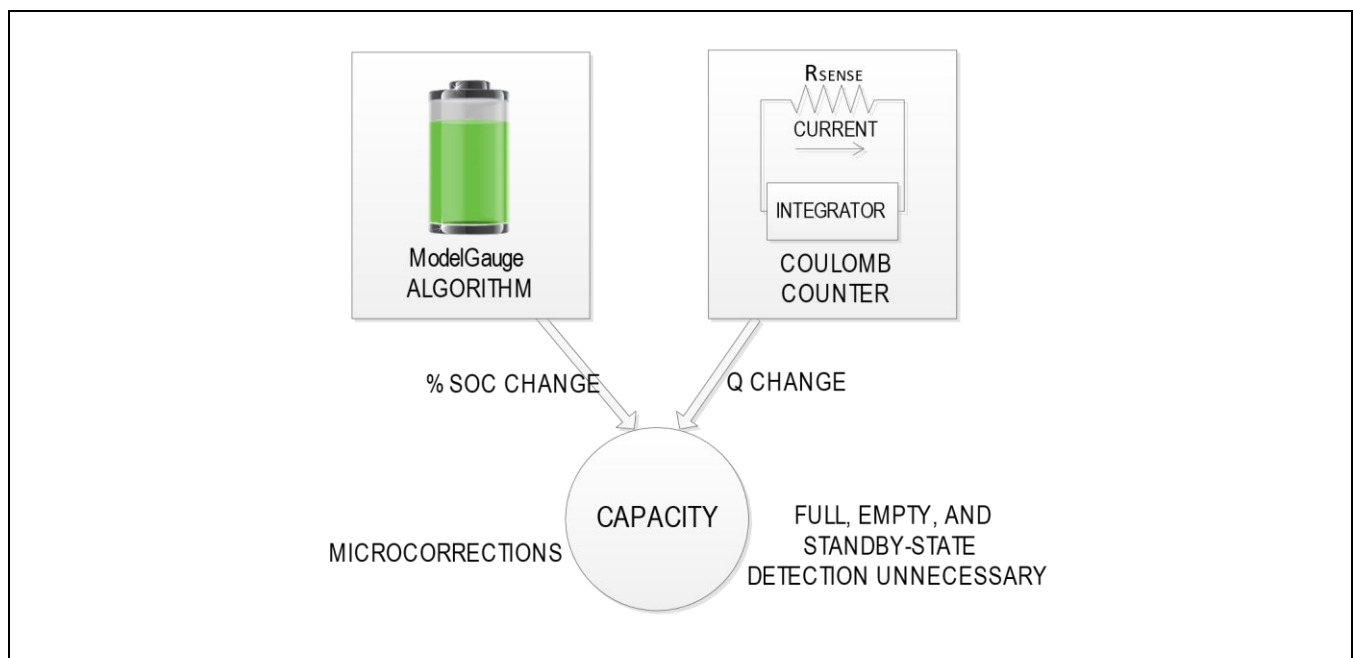 ModelGauge
ALGORITHM
RSENSE
CURRENT
INTEGRATOR
COULOMB
COUNTER
% SOC CHANGE
Q CHANGE
CAPACITY
MICROCORRECTIONS
FULL, EMPTY, AND
STANDBY-STATE
DETECTION UNNECESSARY